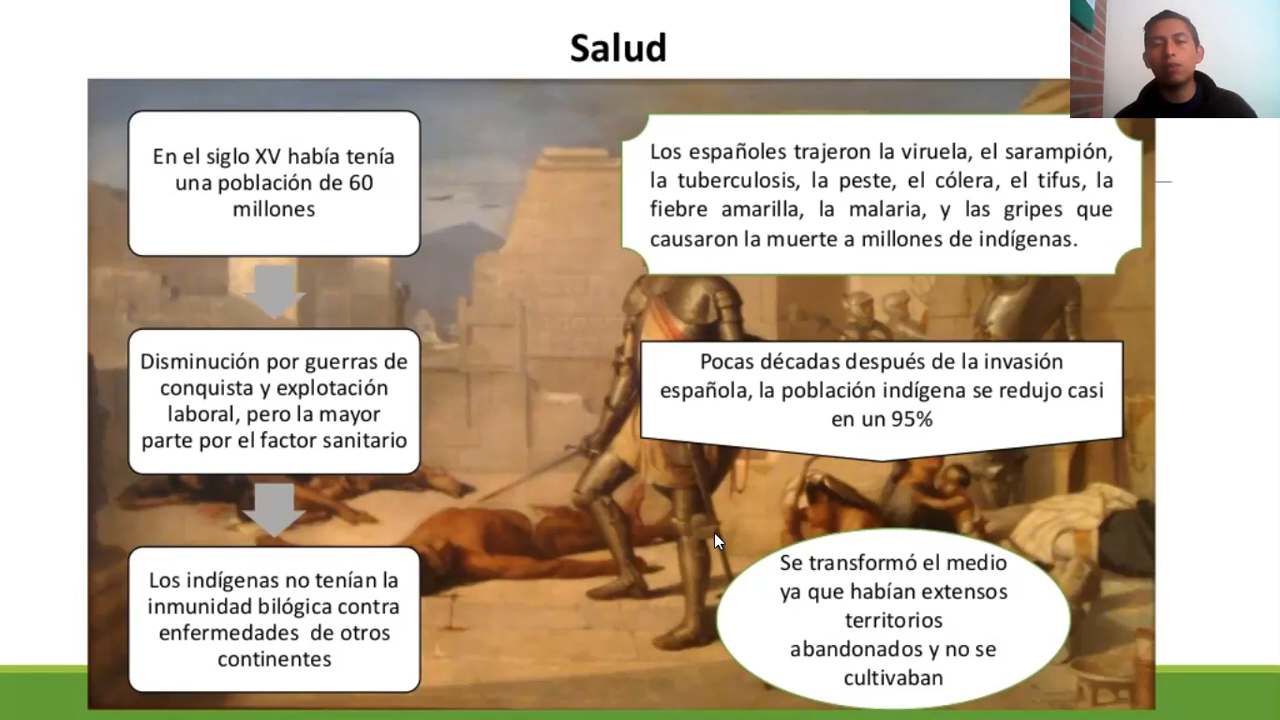 Salud
En el siglo XV había tenía
una población de 60
millones
Disminución por guerras de
conquista y explotación
laboral, pero la mayor
parte por el factor sanitario
Los indígenas no tenían la
inmunidad bilógica contra
enfermedades de otros
continentes
Los españoles trajeron la viruela, el sarampión,
la tuberculosis, la peste, el cólera, el tifus, la
fiebre amarilla, la malaria, y las gripes que
causaron la muerte a millones de indígenas.
Pocas décadas después de la invasión
española, la población indígena se redujo casi
en un 95%
Se transformó el medio
ya que habían extensos
territorios
abandonados y no se
cultivaban